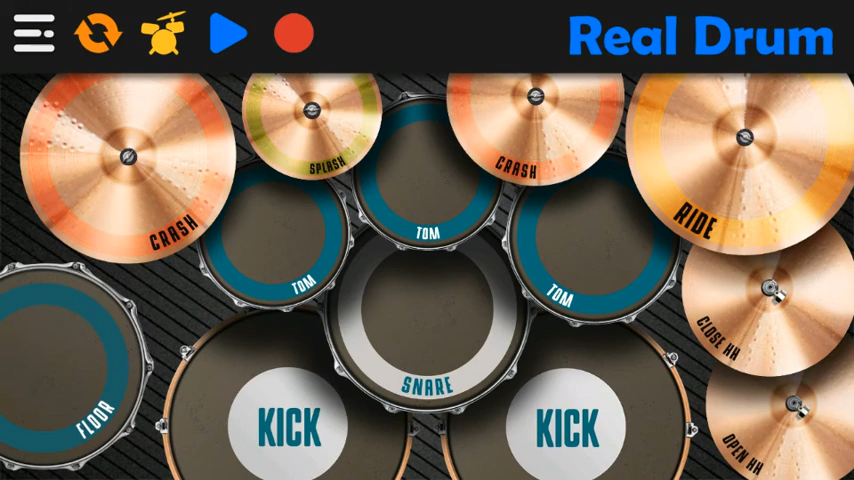 Real Drum
CRASH
SPLASH
CRASH
RIDE
TOM
TOM
TOM
CLOSE HH
SNARE
FLOOR
KICK
KICK
OPEN HH